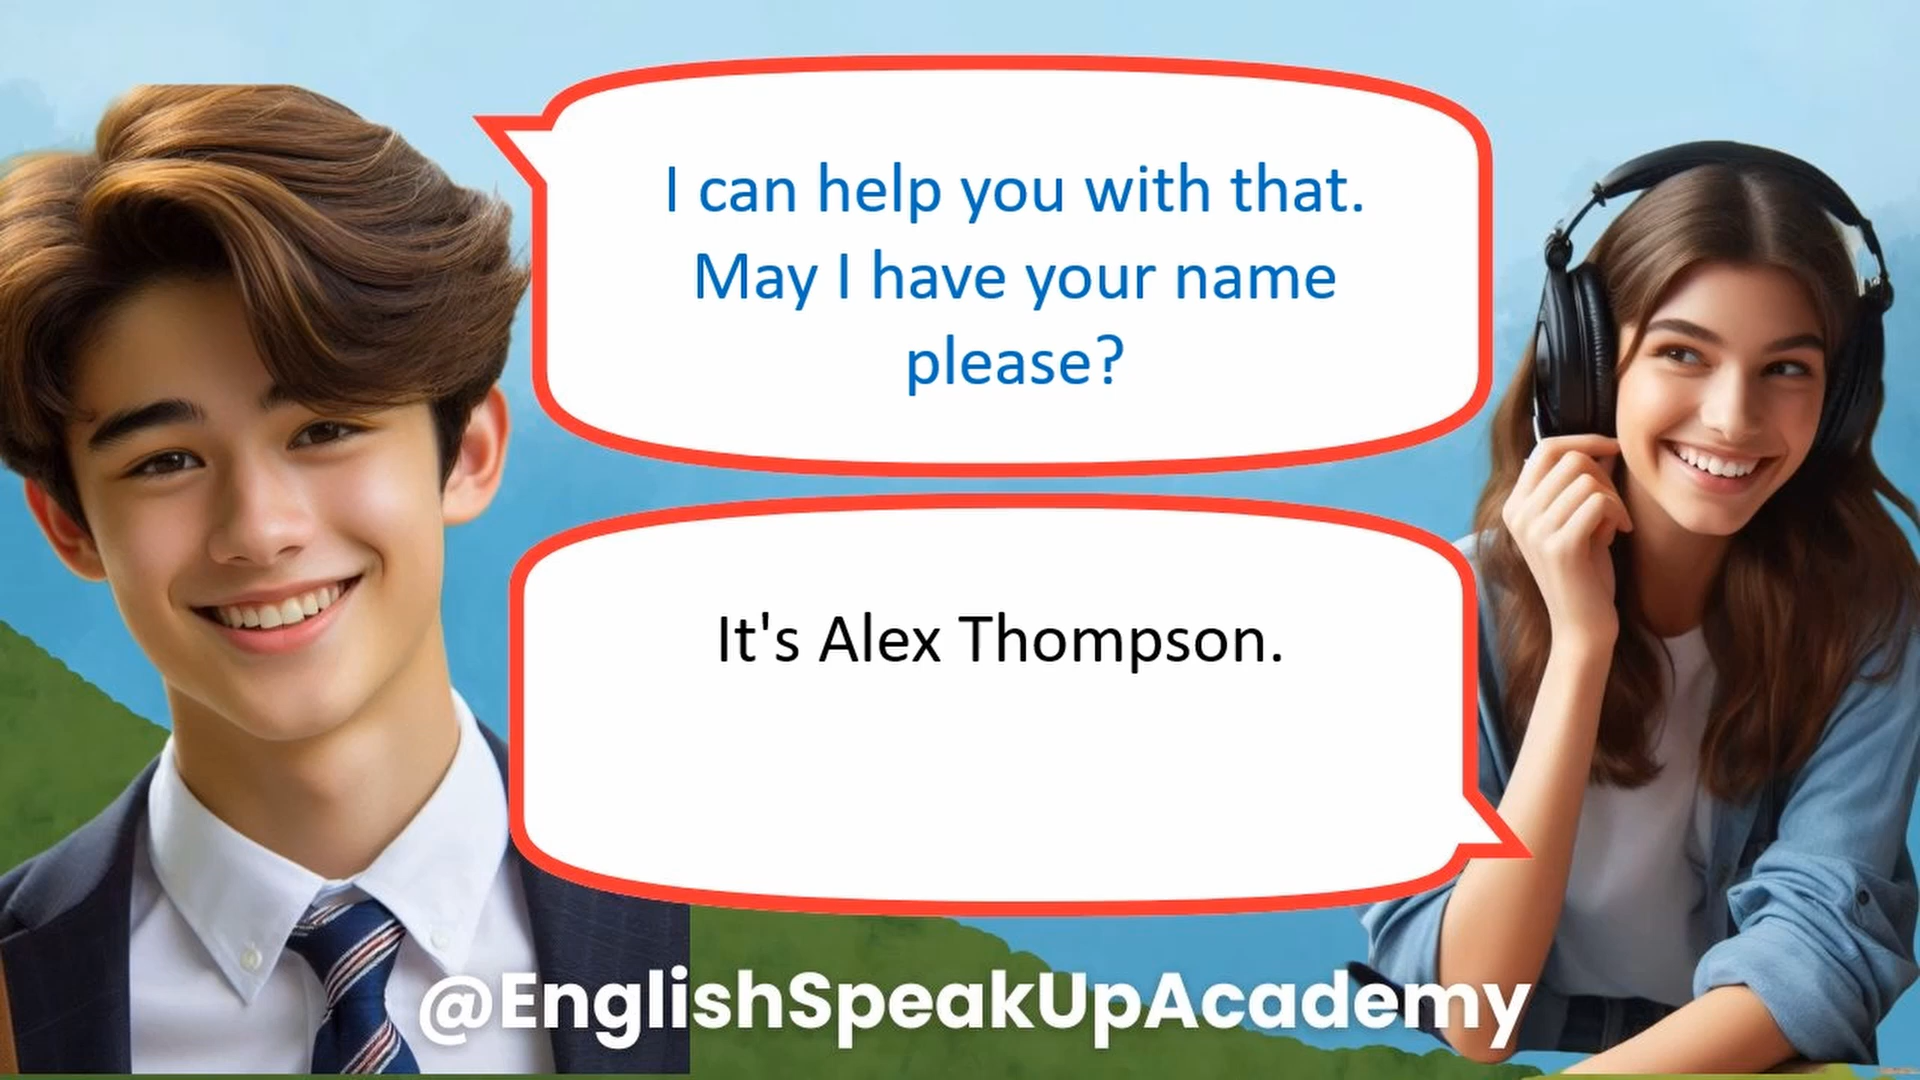 I can help you with that.
May I have your name
please?
It's Alex Thompson.
@EnglishSpeakUpAcademy